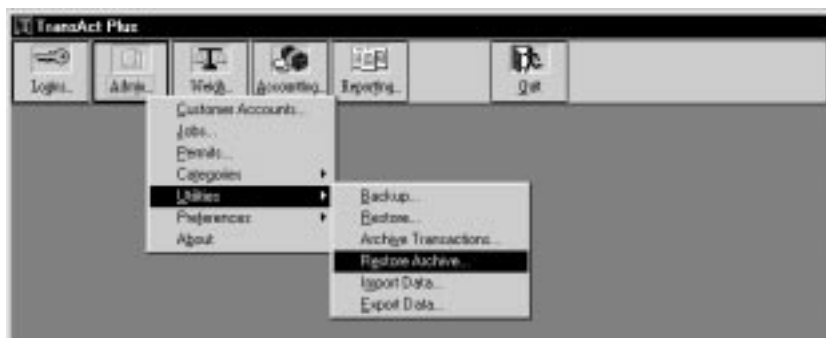 TransAct Plus
Login... Admin... Weigh... Accounting... Reporting... Quit
Customer Accounts...
Jobs...
Permits...
Categories
Utilities
Preferences
About
Backup...
Restore...
Archive Transactions...
Restore Archive...
Import Data...
Export Data...